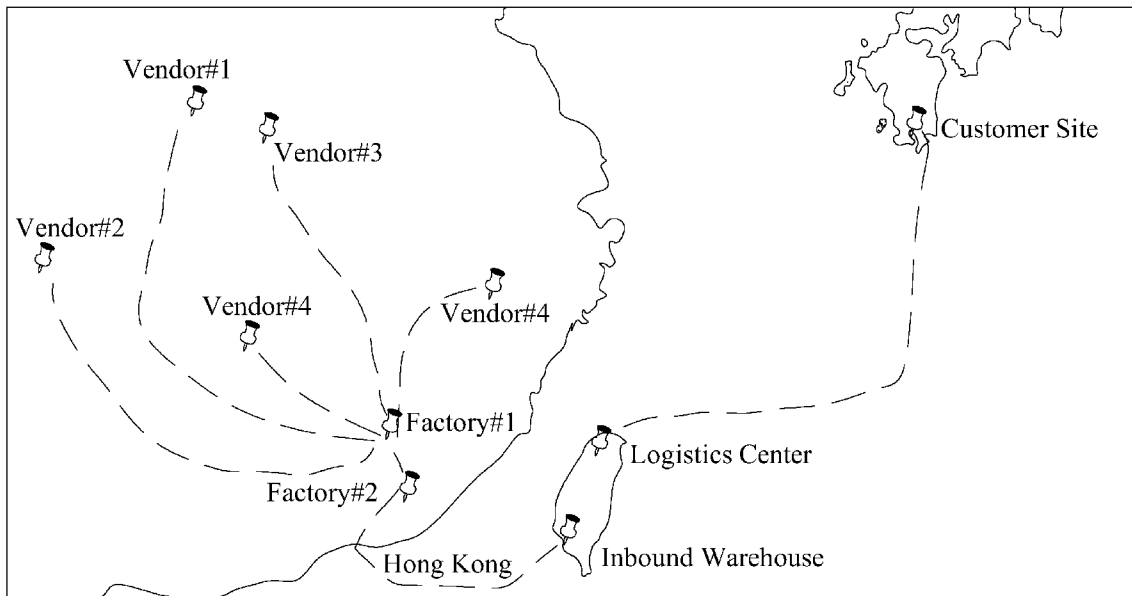 Vendor#1
Customer Site
Vendor#3
Vendor#2
Vendor#4
Vendor#4
Factory#1
Logistics Center
Factory#2
Hong Kong
Inbound Warehouse